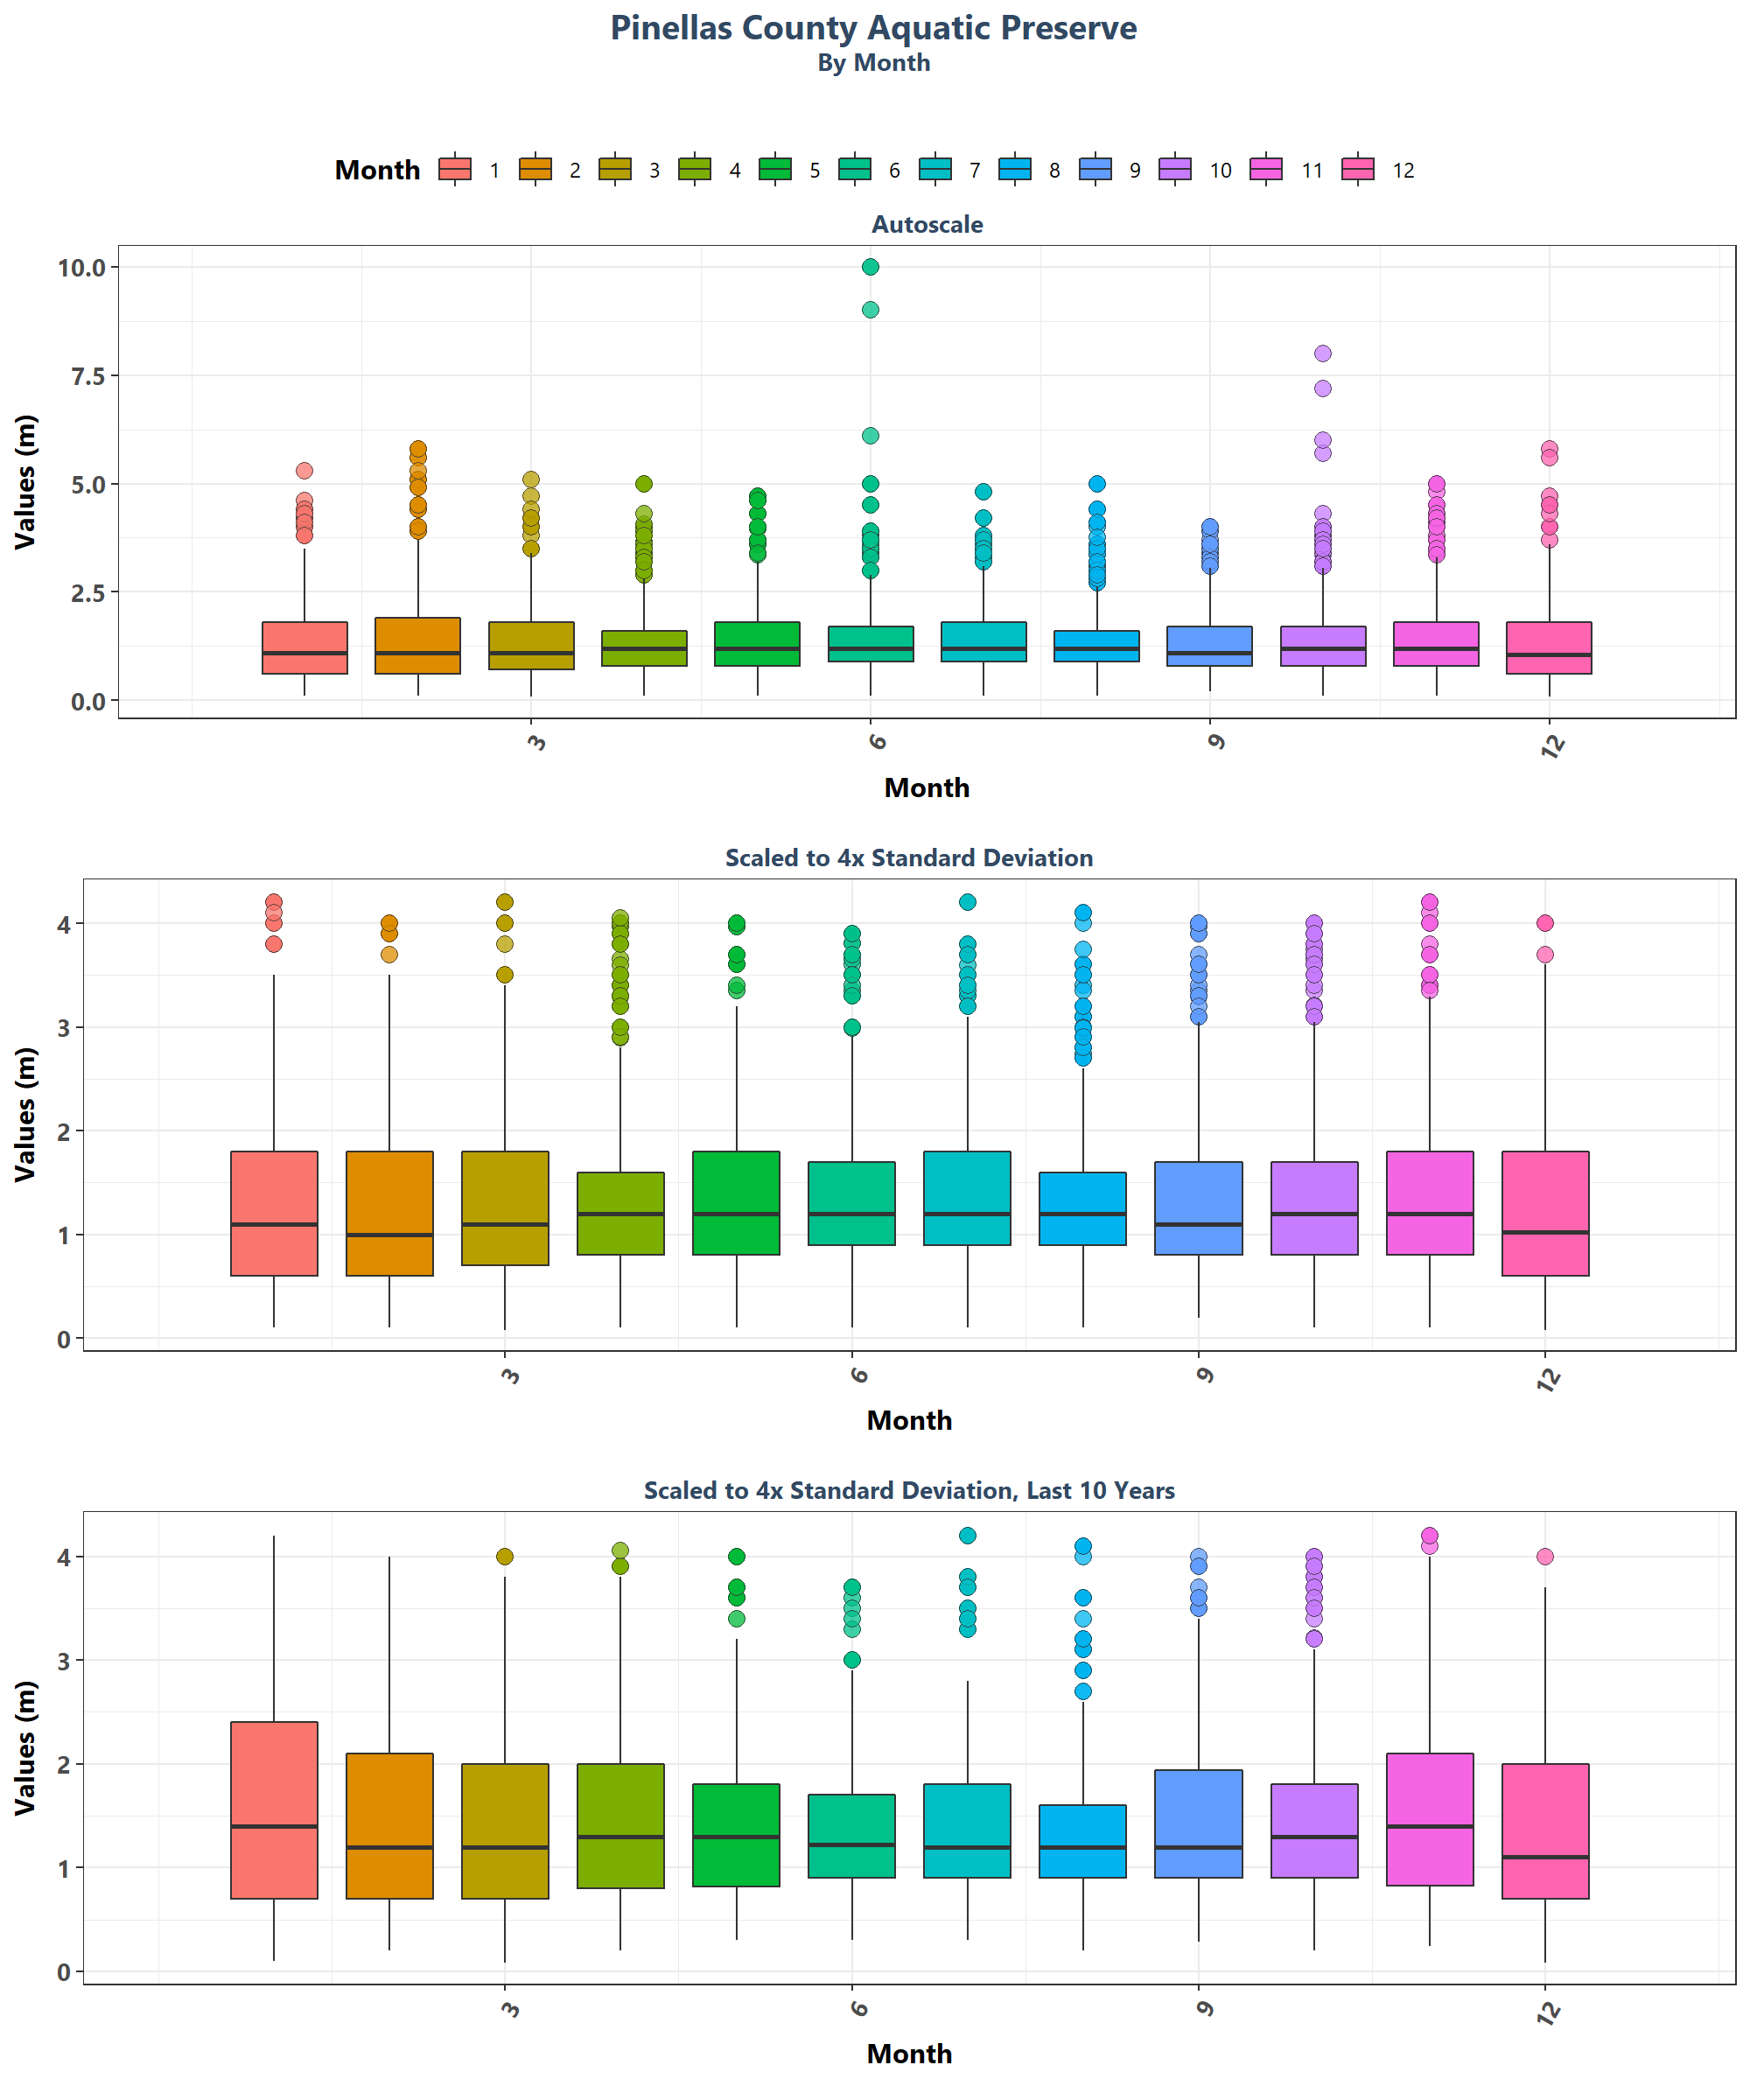 Pinellas County Aquatic Preserve
By Month
Month 1 2 3 4 5 6 7 8 9 10 11 12
Autoscale
10.0
7.5
5.0
2.5
0.0
Values (m)
3 6 9 12
Month
Scaled to 4x Standard Deviation
4
3
2
1
0
Values (m)
3 6 9 12
Month
Scaled to 4x Standard Deviation, Last 10 Years
4
3
2
1
0
Values (m)
3 6 9 12
Month